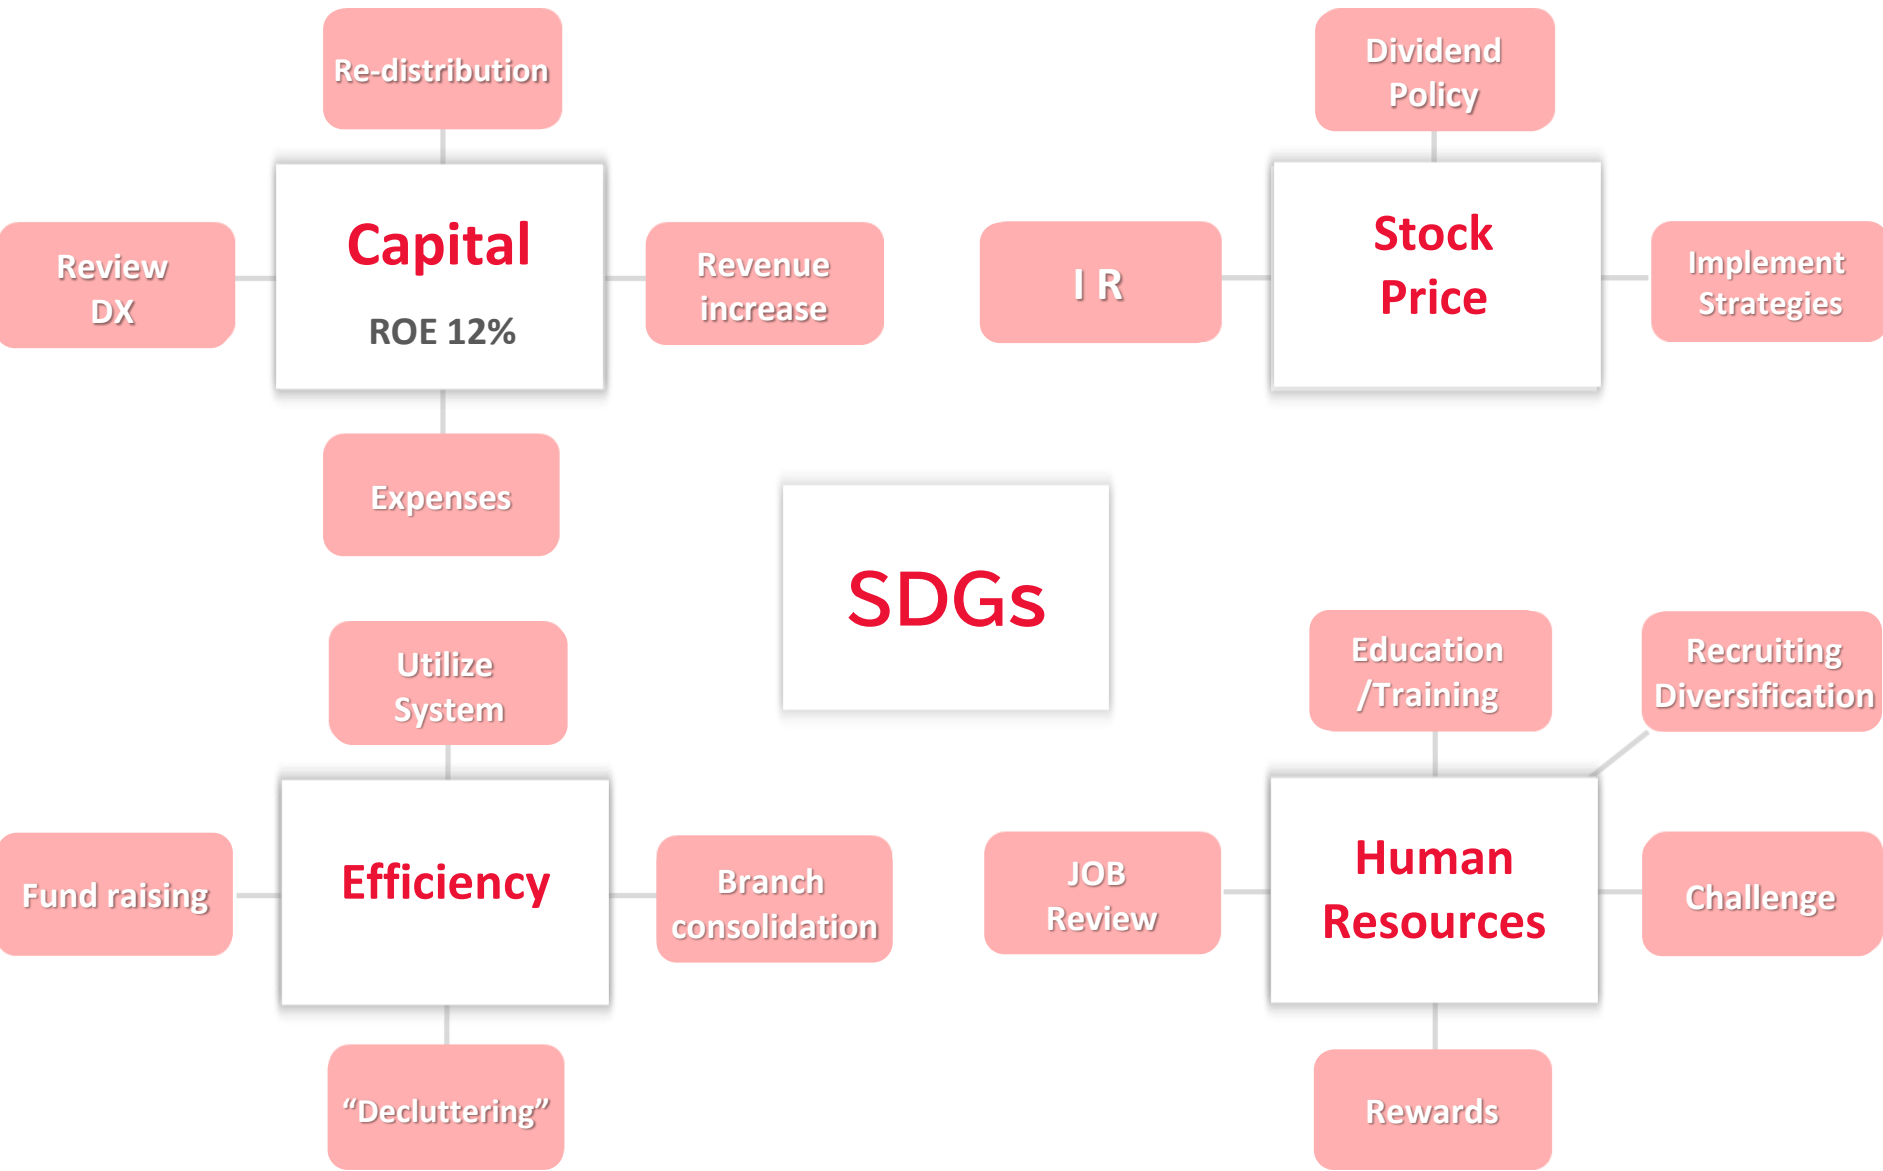 Re-distribution
Review
DX
Capital
ROE 12%
Revenue
increase
Expenses
Dividend
Policy
I R
Stock
Price
Implement
Strategies
SDGs
Utilize
System
Fund raising
Efficiency
Branch
consolidation
“Decluttering”
Education
/Training
Recruiting
Diversification
JOB
Review
Human
Resources
Challenge
Rewards